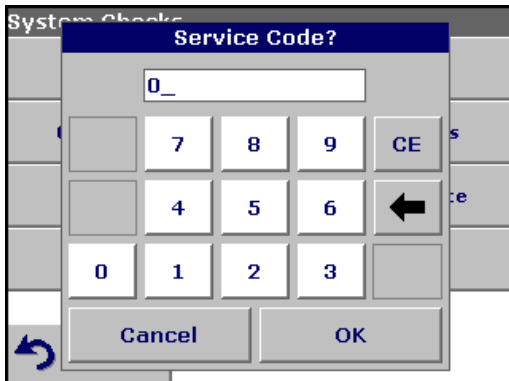 System Checks
Service Code?
0_
7 8 9 CE
4 5 6
0 1 2 3
Cancel OK